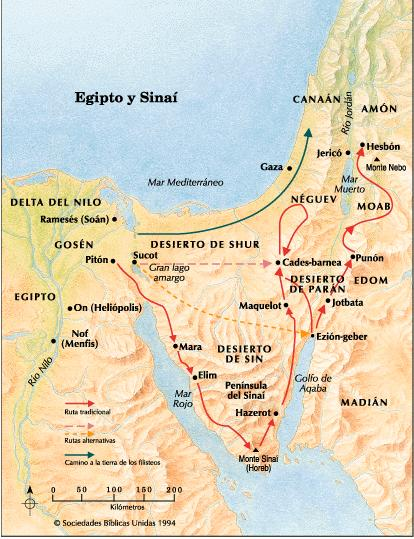 Egipto y Sinaí
CANAÁN
Río Jordán
AMÓN
Hesbón
Jericó
Monte Nebo
Gaza
Mar Mediterráneo
Mar
Muerto
NÉGUEV
MOAB
DELTA DEL NILO
Ramesés (Soán)
GOSÉN
DESIERTO DE SHUR
Pitón
Sucot
Gran lago
amargo
Cades-barnea
Punón
DESIERTO
DE PARÁN
EDOM
EGIPTO
On (Heliópolis)
Maquelot
Jotbata
Nof
(Menfis)
Ezión-geber
Mara
DESIERTO
DE SIN
Río Nilo
Elim
Península
del Sinaí
Golfo de
Aqaba
Mar
Rojo
MADIÁN
Hazerot
Ruta tradicional
Rutas alternativas
Camino a la tierra de los filisteos
Monte Sinaí
(Horeb)
0 50 100 150 200
Kilómetros
© Sociedades Bíblicas Unidas 1994